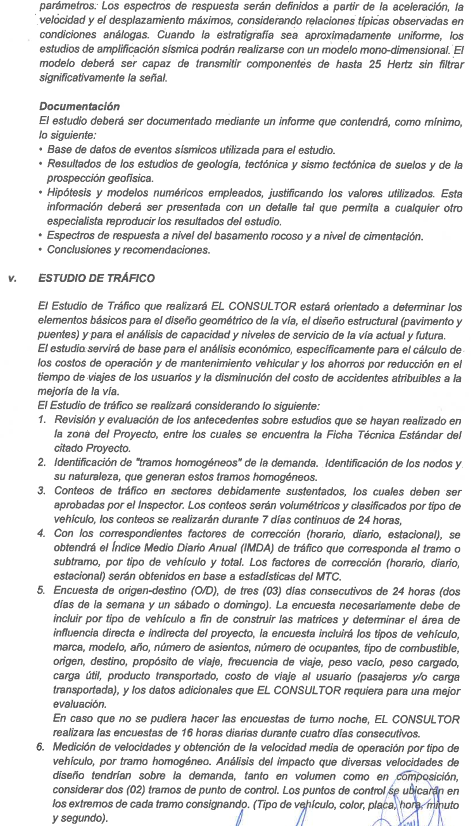 parámetros: Los espectros de respuesta serán definidos a partir de la aceleración, la
velocidad y el desplazamiento máximos, considerando relaciones típicas observadas en
condiciones análogas. Cuando la estratigrafía sea aproximadamente uniforme, los
estudios de amplificación sísmica podrán realizarse con un modelo mono-dimensional. El
modelo deberá ser capaz de transmitir componentes de hasta 25 Hertz sin filtrar
significativamente la señal.
Documentación
El estudio deberá ser documentado mediante un informe que contendrá, como mínimo,
lo siguiente:
• Base de datos de eventos sísmicos utilizada para el estudio.
• Resultados de los estudios de geología, tectónica y sismo tectónica de suelos y de la
prospección geofísica.
• Hipótesis y modelos numéricos empleados, justificando los valores utilizados. Esta
información deberá ser presentada con un detalle tal que permita a cualquier otro
especialista reproducir los resultados del estudio.
• Espectros de respuesta a nivel del basamento rocoso y a nivel de cimentación.
• Conclusiones y recomendaciones.
v. ESTUDIO DE TRÁFICO
El Estudio de Tráfico que realizará EL CONSULTOR estará orientado a determinar los
elementos básicos para el diseño geométrico de la vía, el diseño estructural (pavimento y
puentes) y para el análisis de capacidad y niveles de servicio de la vía actual y futura.
El estudio servirá de base para el análisis económico, específicamente para el cálculo de
los costos de operación y de mantenimiento vehicular y los ahorros por reducción en el
tiempo de viajes de los usuarios y la disminución del costo de accidentes atribuibles a la
mejoría de la vía.
El Estudio de tráfico se realizará considerando lo siguiente:
1. Revisión y evaluación de los antecedentes sobre estudios que se hayan realizado en
la zona del Proyecto, entre los cuales se encuentra la Ficha Técnica Estándar del
citado Proyecto.
2. Identificación de "tramos homogéneos" de la demanda. Identificación de los nodos y
su naturaleza, que generan estos tramos homogéneos.
3. Conteos de tráfico en sectores debidamente sustentados, los cuales deben ser
aprobadas por el Inspector. Los conteos serán volumétricos y clasificados por tipo de
vehículo, los conteos se realizarán durante 7 días continuos de 24 horas,
4. Con los correspondientes factores de corrección (horario, diario, estacional), se
obtendrá el Índice Medio Diario Anual (IMDA) de tráfico que corresponda al tramo o
subtramo, por tipo de vehículo y total. Los factores de corrección (horario, diario,
estacional) serán obtenidos en base a estadísticas del MTC.
5. Encuesta de origen-destino (O/D), de tres (03) días consecutivos de 24 horas (dos
días de la semana y un sábado o domingo). La encuesta necesariamente debe de
incluir por tipo de vehículo a fin de construir las matrices y determinar el área de
influencia directa e indirecta del proyecto, la encuesta incluirá los tipos de vehículo,
marca, modelo, año, número de asientos, número de ocupantes, tipo de combustible,
origen, destino, propósito de viaje, frecuencia de viaje, peso vacío, peso cargado,
carga útil, producto transportado, costo de viaje al usuario (pasajeros y/o carga
transportada), y los datos adicionales que EL CONSULTOR requiera para una mejor
evaluación.
En caso que no se pudiera hacer las encuestas de turno noche, EL CONSULTOR
realizara las encuestas de 16 horas diarias durante cuatro días consecutivos.
6. Medición de velocidades y obtención de la velocidad media de operación por tipo de
vehículo, por tramo homogéneo. Análisis del impacto que diversas velocidades de
diseño tendrían sobre la demanda, tanto en volumen como en composición,
considerar dos (02) tramos de punto de control. Los puntos de control se ubicarán en
los extremos de cada tramo consignando. (Tipo de vehículo, color, placa, hora, minuto
y segundo).